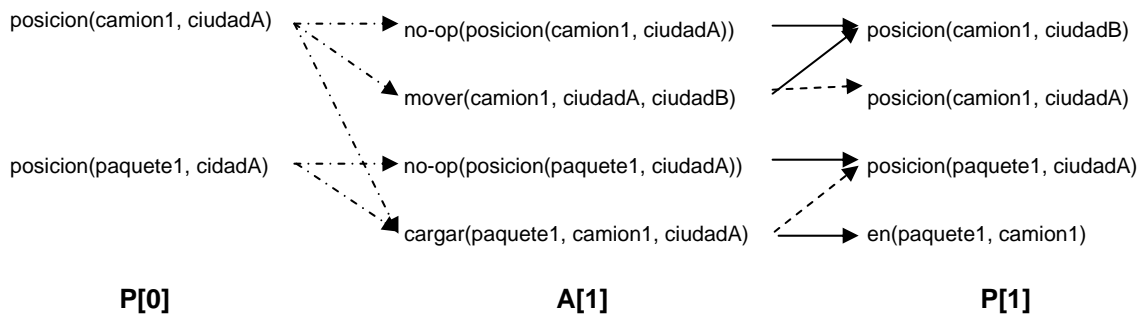 posicion(camion1, ciudadA) no-op(posicion(camion1, ciudadA)) posicion(camion1, ciudadB)
mover(camion1, ciudadA, ciudadB) posicion(camion1, ciudadA)
posicion(paquete1, cidadA) no-op(posicion(paquete1, ciudadA)) posicion(paquete1, ciudadA)
cargar(paquete1, camion1, ciudadA) en(paquete1, camion1)
P[0] A[1] P[1]